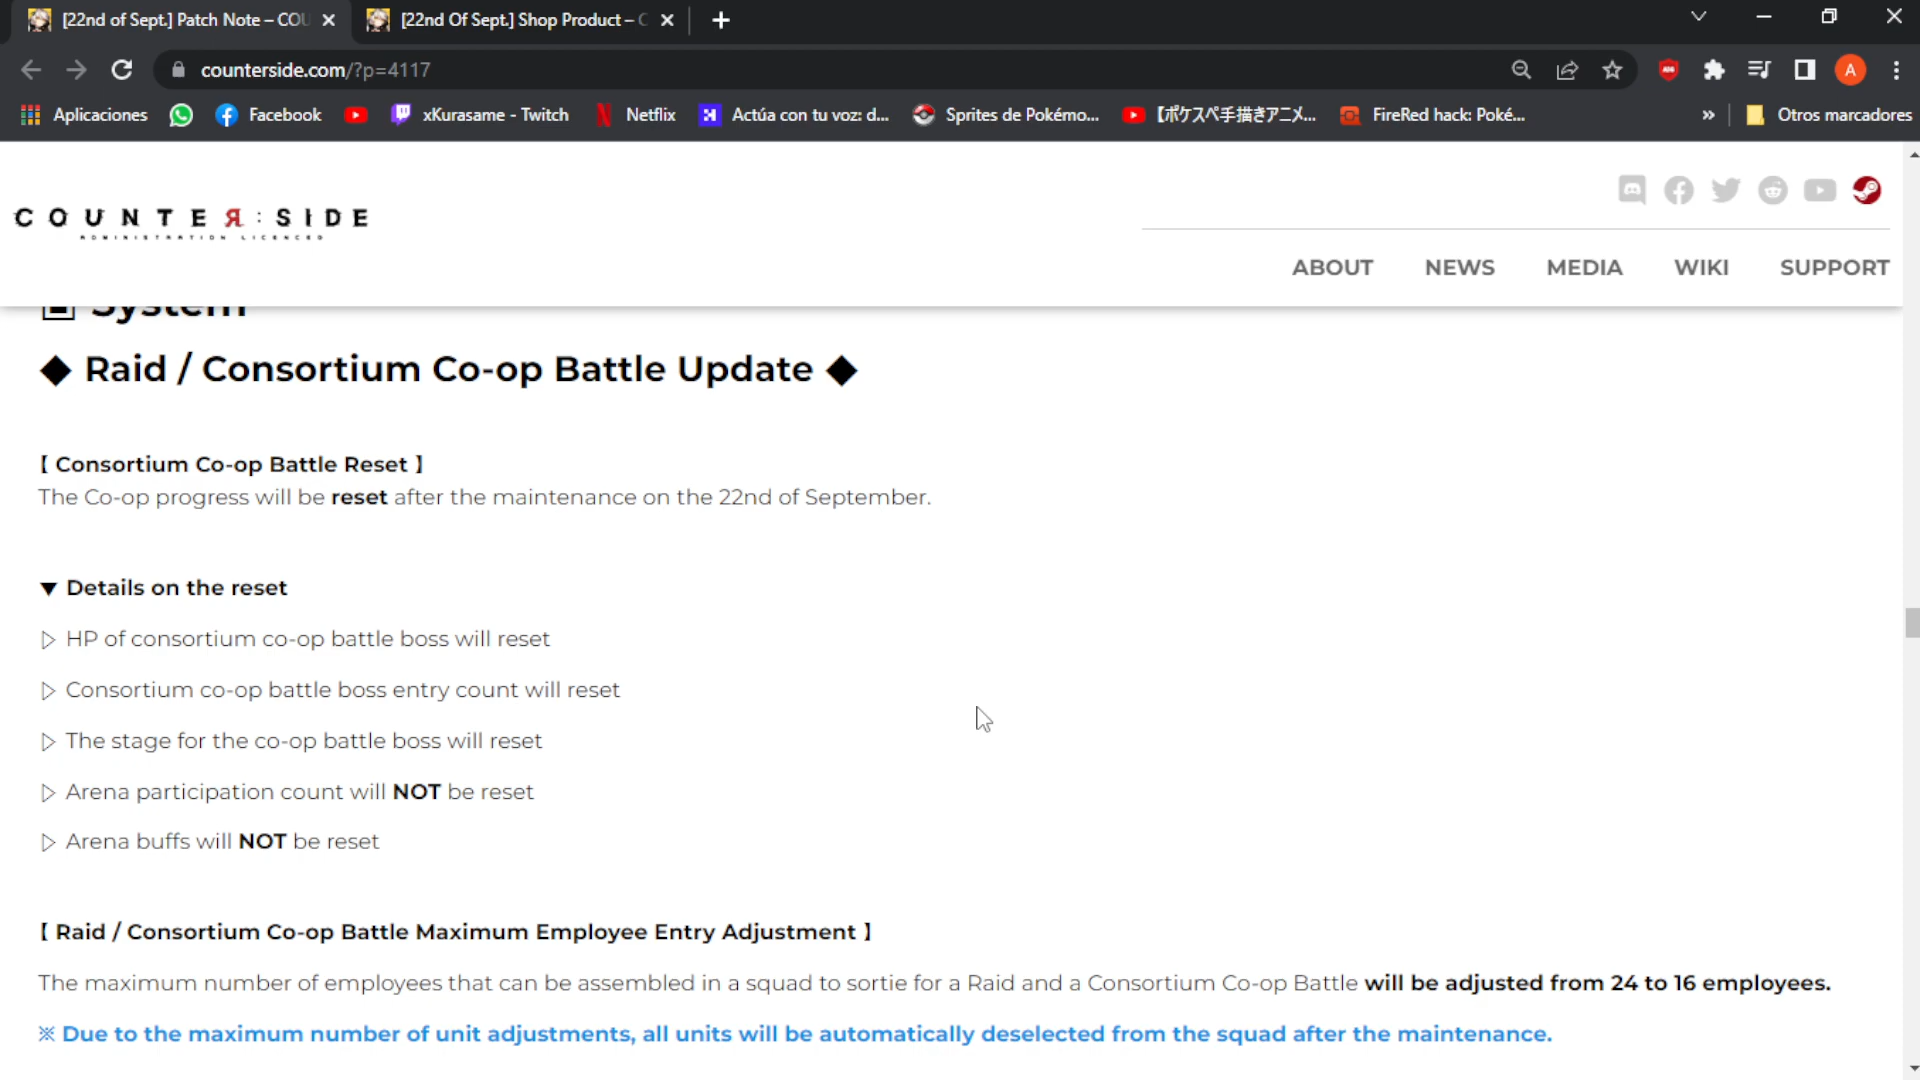 [22nd of Sept.] Patch Note – COU
[22nd Of Sept.] Shop Product – C
counterside.com/?p=4117
A
Aplicaciones
Facebook
xKurasame - Twitch
Netflix
Actúa con tu voz: d...
Sprites de Pokémo...
【ポケスペ手描きアニメ...
FireRed hack: Poké...
»
Otros marcadores
COUNTER:SIDE
ADMINISTRATION LICENCED
ABOUT NEWS MEDIA WIKI SUPPORT
▣ System
◆ Raid / Consortium Co-op Battle Update ◆
【 Consortium Co-op Battle Reset 】
The Co-op progress will be reset after the maintenance on the 22nd of September.
▼ Details on the reset
▷ HP of consortium co-op battle boss will reset
▷ Consortium co-op battle boss entry count will reset
▷ The stage for the co-op battle boss will reset
▷ Arena participation count will NOT be reset
▷ Arena buffs will NOT be reset
【 Raid / Consortium Co-op Battle Maximum Employee Entry Adjustment 】
The maximum number of employees that can be assembled in a squad to sortie for a Raid and a Consortium Co-op Battle will be adjusted from 24 to 16 employees.
※ Due to the maximum number of unit adjustments, all units will be automatically deselected from the squad after the maintenance.